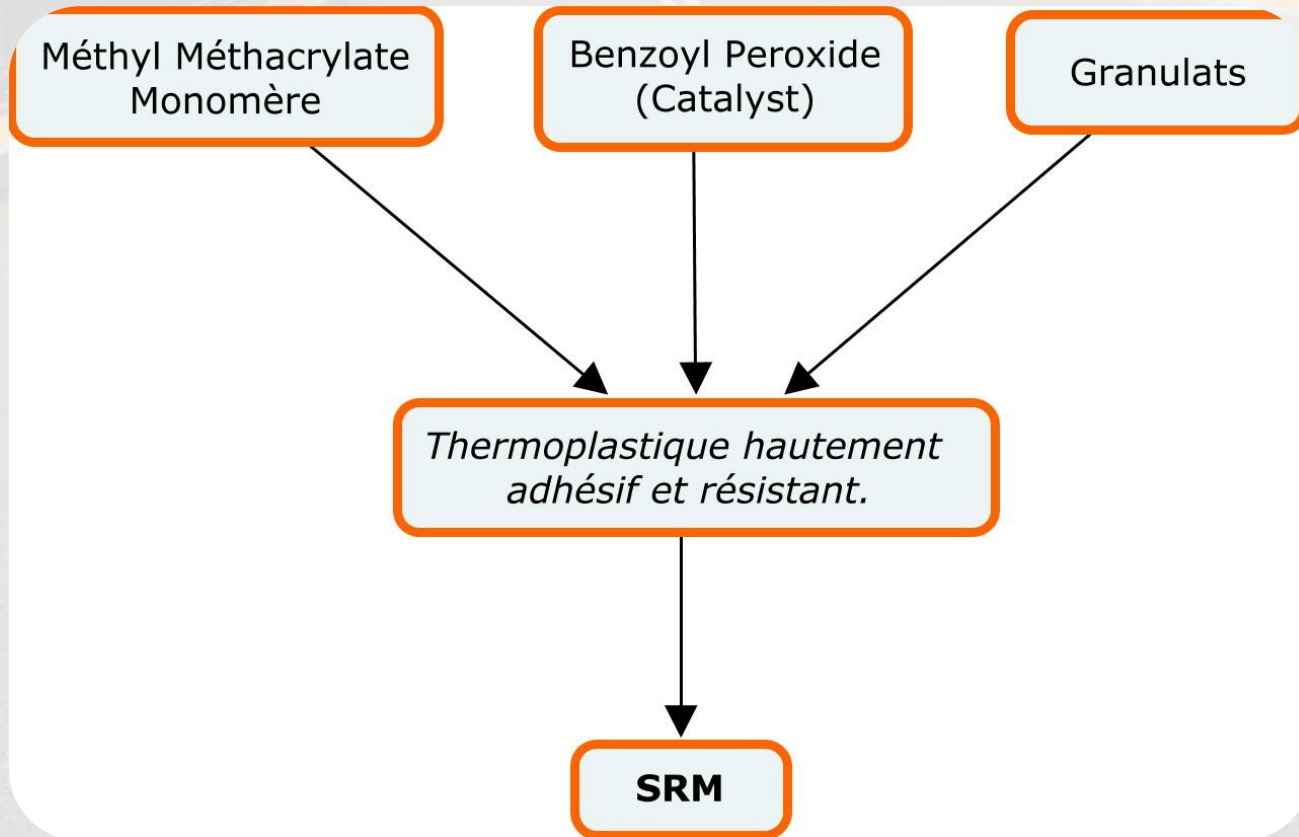 Méthyl Méthacrylate
Monomère
Benzoyl Peroxide
(Catalyst)
Granulats
Thermoplastique hautement
adhésif et résistant.
SRM